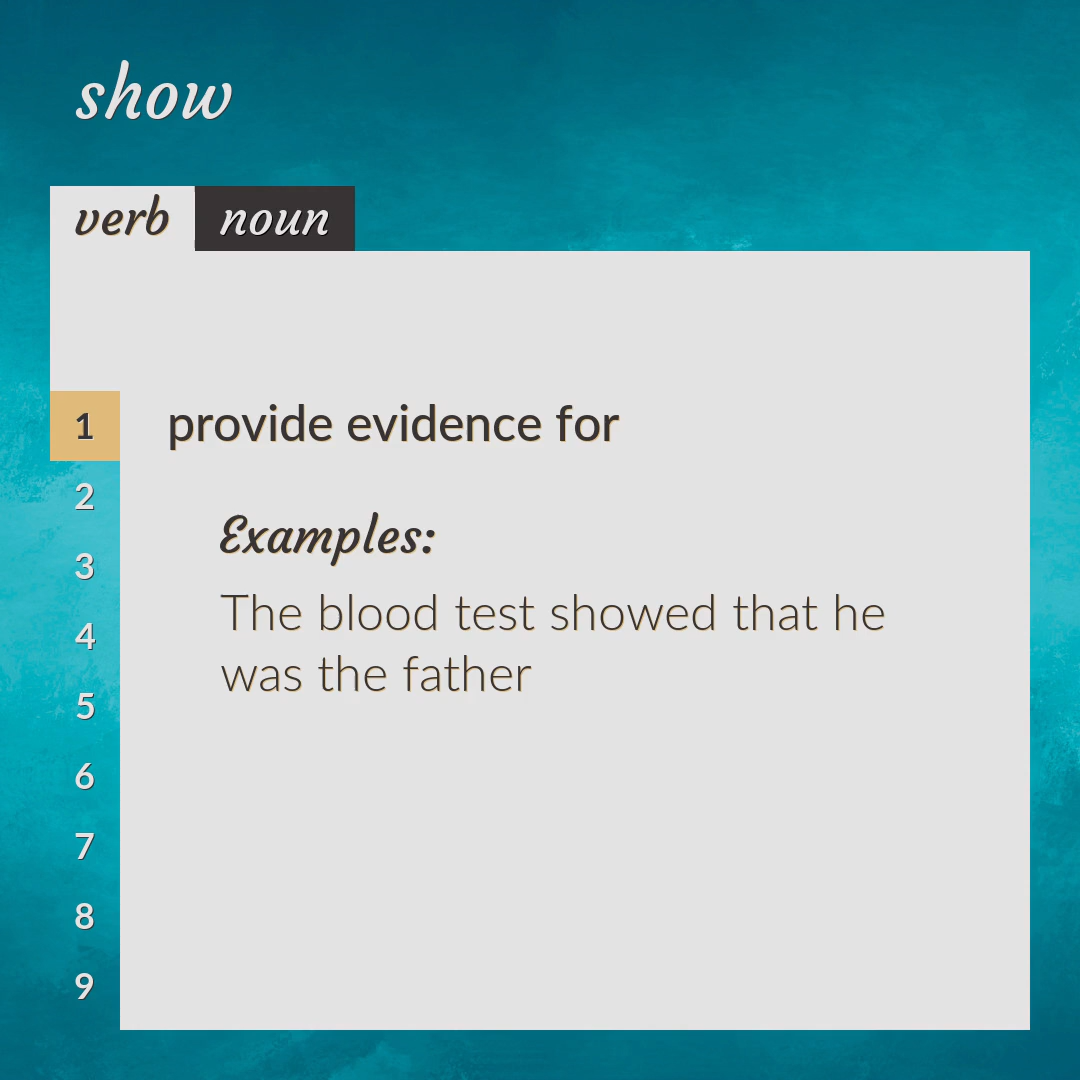 show
verb noun
1 provide evidence for
2
Examples:
3
The blood test showed that he
4
was the father
5
6
7
8
9